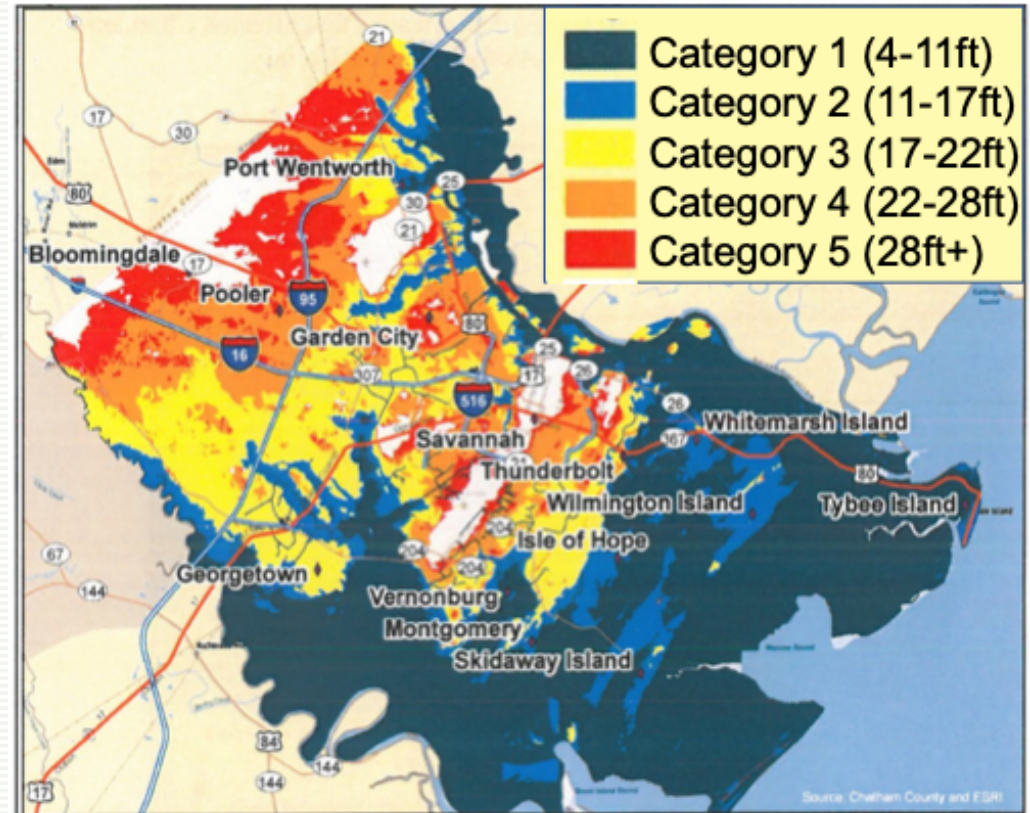 Category 1 (4-11ft)
Category 2 (11-17ft)
Category 3 (17-22ft)
Category 4 (22-28ft)
Category 5 (28ft+)
21
17
30
Port Wentworth
25
80
30
21
Bloomingdale
17
Pooler
95
Garden City
80
16
25
307
17
26
516
26
Whitemarsh Island
367
Savannah
80
Thunderbolt
Wilmington Island
Tybee Island
204
Isle of Hope
67
204
204
144
Georgetown
Vernonburg
Montgomery
Skidaway Island
84
144
144
17
Source: Chatham County and ESRI